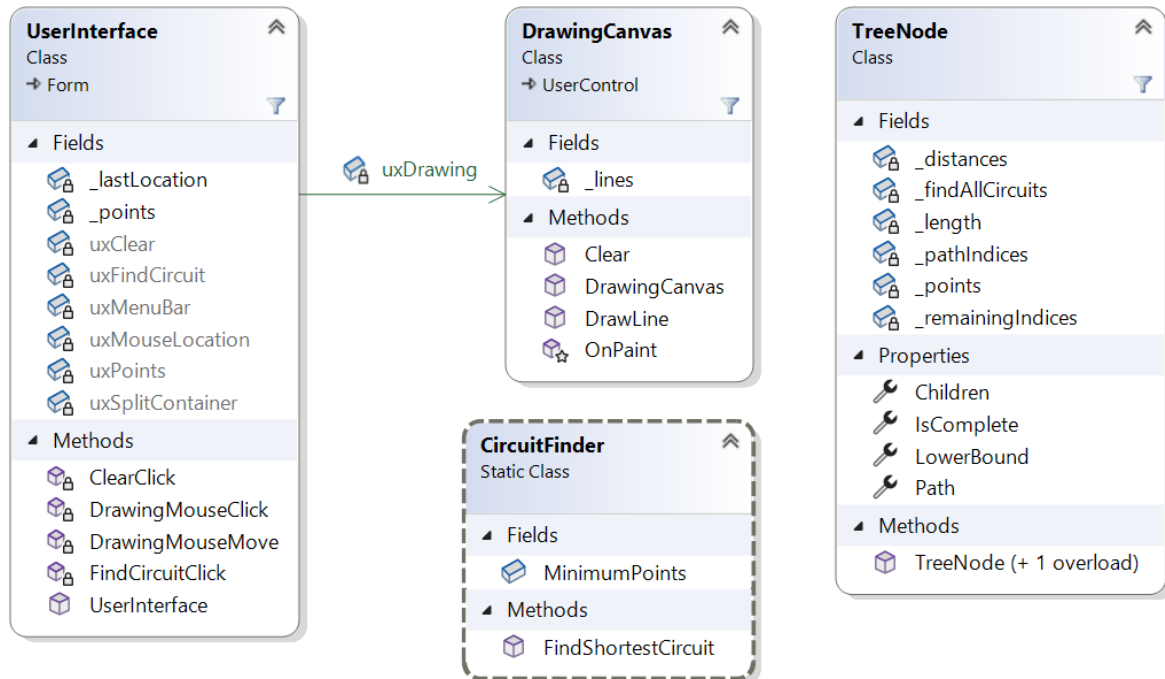 UserInterface
Class
Form
Fields
_lastLocation
_points
uxClear
uxFindCircuit
uxMenuBar
uxMouseLocation
uxPoints
uxSplitContainer
Methods
ClearClick
DrawingMouseClick
DrawingMouseMove
FindCircuitClick
UserInterface
uxDrawing
DrawingCanvas
Class
UserControl
Fields
_lines
Methods
Clear
DrawingCanvas
DrawLine
OnPaint
CircuitFinder
Static Class
Fields
MinimumPoints
Methods
FindShortestCircuit
TreeNode
Class
Fields
_distances
_findAllCircuits
_length
_pathIndices
_points
_remainingIndices
Properties
Children
IsComplete
LowerBound
Path
Methods
TreeNode (+ 1 overload)